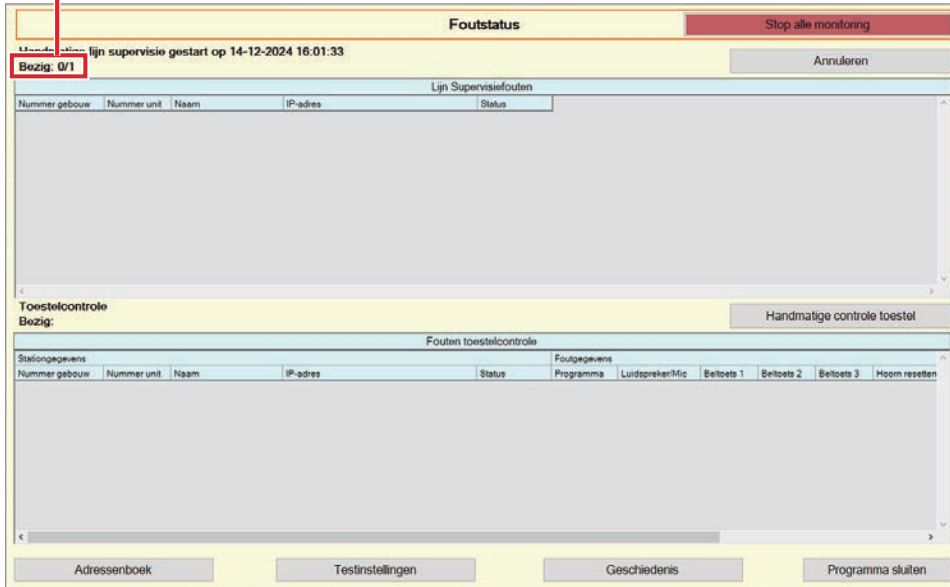 Foutstatus
Stop alle monitoring
Handmatige lijn supervisie gestart op 14-12-2024 16:01:33
Annuleren
Bezig: 0/1
Lijn Supervisiefouten
Nummer gebouw Nummer unit Naam IP-adres Status
Toestelcontrole
Handmatige controle toestel
Bezig:
Fouten toestelcontrole
Stationgegevens Foutgegevens
Nummer gebouw Nummer unit Naam IP-adres Status Programma Luidspreker/Mic Beltoets 1 Beltoets 2 Beltoets 3 Hoorn resetten
Adressenboek Testinstellingen Geschiedenis Programma sluiten